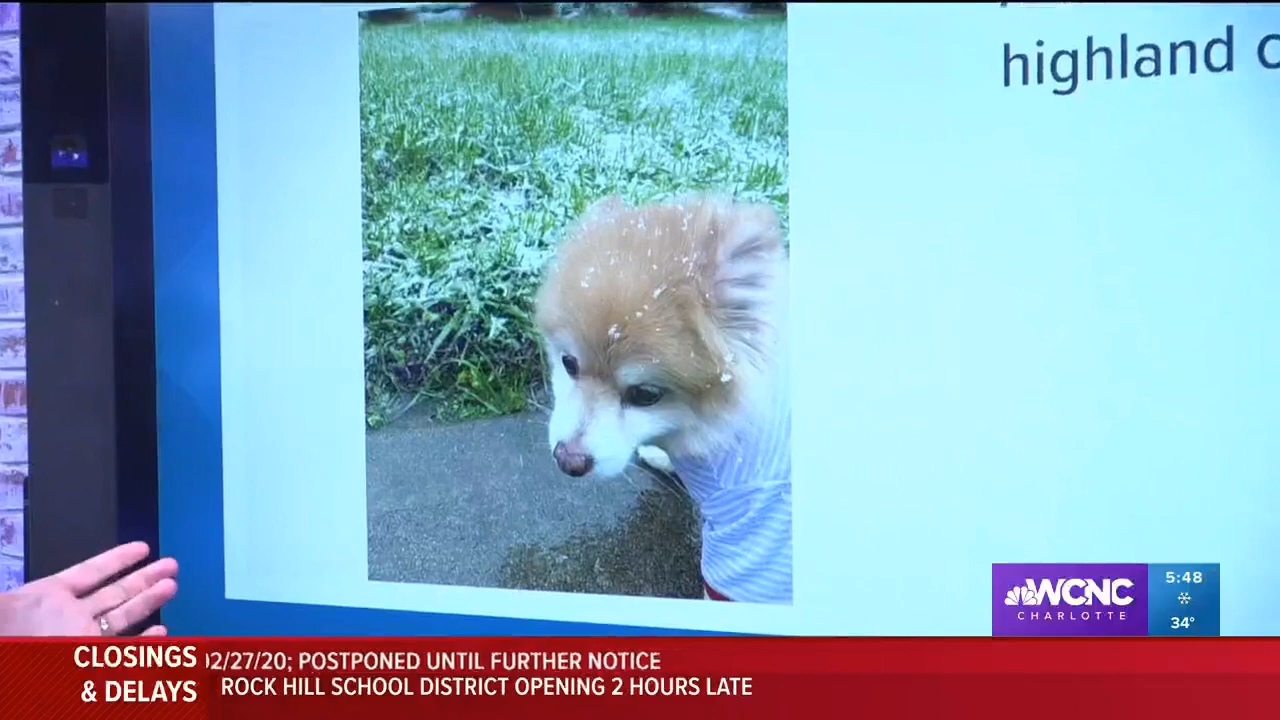 highland
WCNC
CHARLOTTE
5:48
34°
CLOSINGS
& DELAYS
02/27/20; POSTPONED UNTIL FURTHER NOTICE
ROCK HILL SCHOOL DISTRICT OPENING 2 HOURS LATE